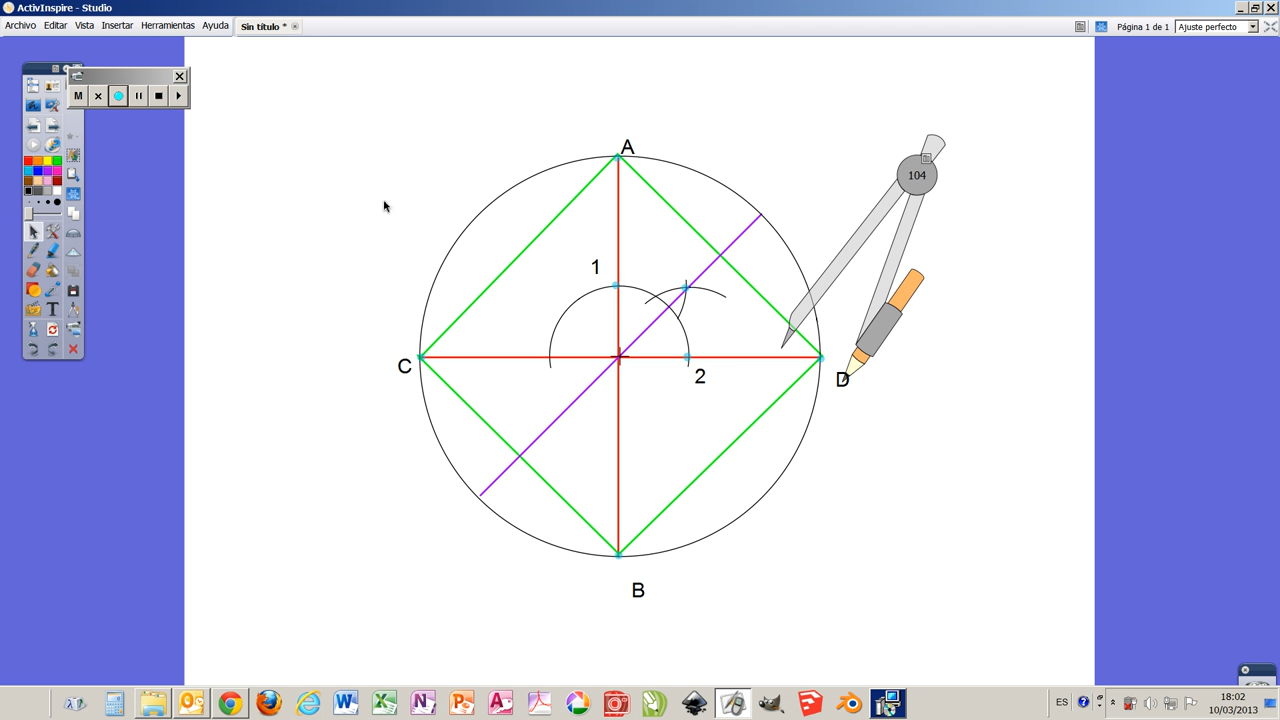 ActivInspire - Studio
Archivo Editar Vista Insertar Herramientas Ayuda
Sin título *
Página 1 de 1
Ajuste perfecto
M
A
104
1
C
2
D
B
ES
18:02
10/03/2013